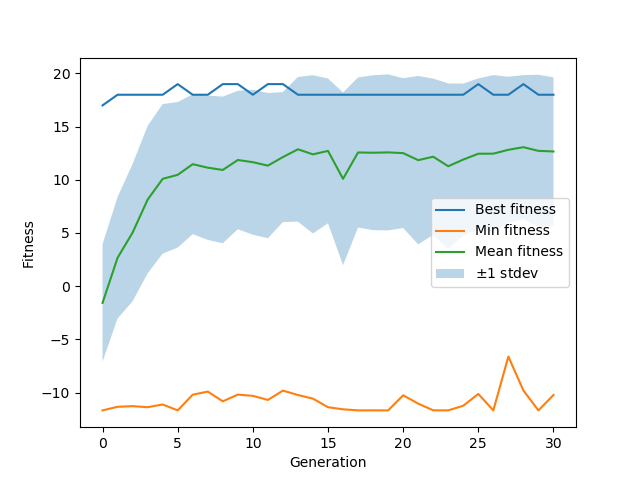 20
15
10
5
0
−5
−10
Fitness
Best fitness
Min fitness
Mean fitness
±1 stdev
0 5 10 15 20 25 30
Generation